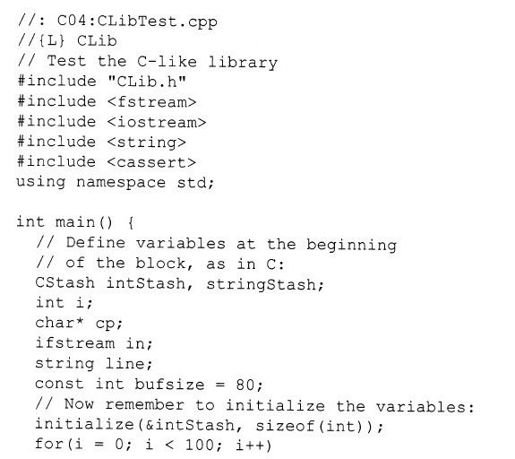 //: C04:CLibTest.cpp
//{L} CLib
// Test the C-like library
#include "CLib.h"
#include <fstream>
#include <iostream>
#include <string>
#include <cassert>
using namespace std;

int main() {
  // Define variables at the beginning
  // of the block, as in C:
  CStash intStash, stringStash;
  int i;
  char* cp;
  ifstream in;
  string line;
  const int bufsize = 80;
  // Now remember to initialize the variables:
  initialize(&intStash, sizeof(int));
  for(i = 0; i < 100; i++)